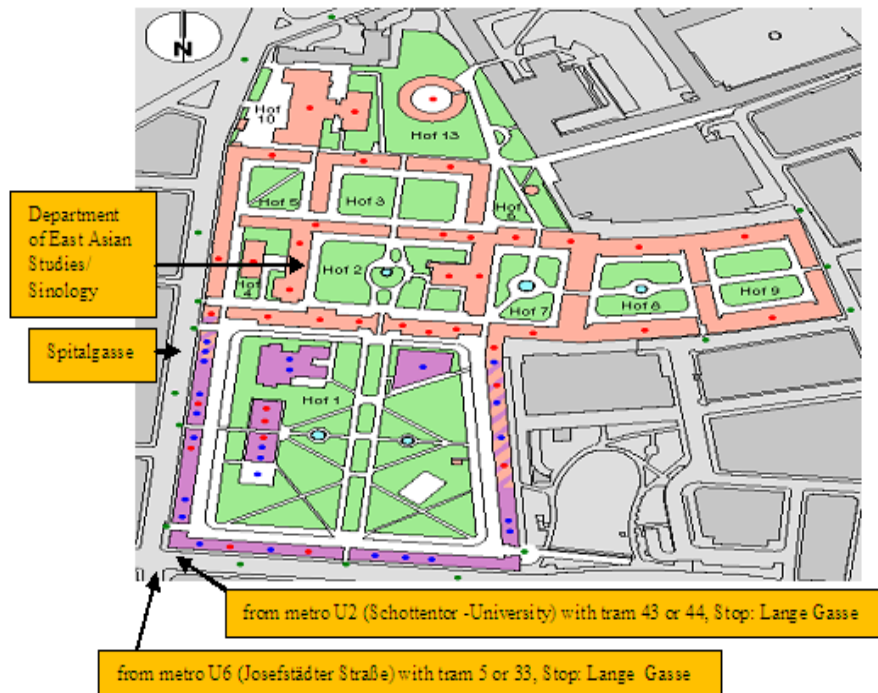 N
Hof
10
Hof 13
Hof 5
Hof 3
Hof
6
Department
of East Asian
Studies/
Sinology
Hof 2
Hof
4
Hof 7
Hof 8
Hof 9
Spitalgasse
Hof 1
from metro U2 (Schottentor -University) with tram 43 or 44, Stop: Lange Gasse
from metro U6 (Josefstädter Straße) with tram 5 or 33, Stop: Lange Gasse